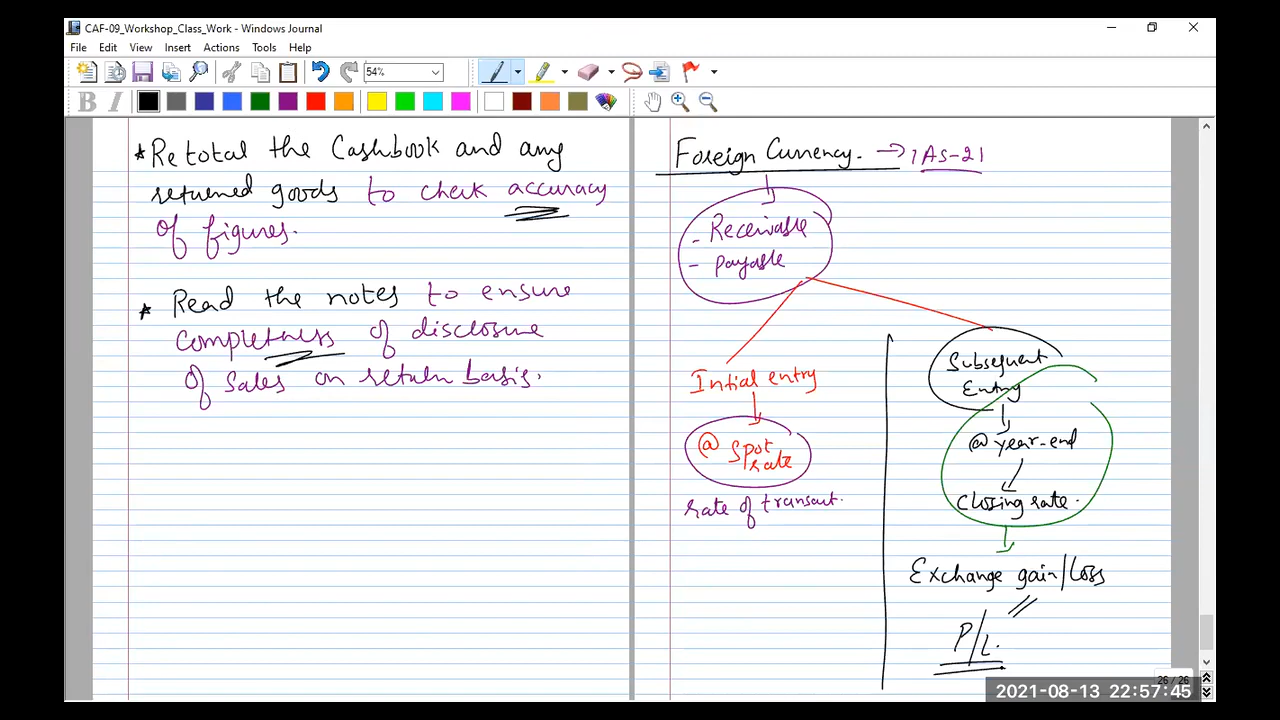 CAF-09_Workshop_Class_Work - Windows Journal
File Edit View Insert Actions Tools Help
54%
B I
* Retotal the Cashbook and any
returned goods to check accuracy
of figures.
* Read the notes to ensure
completness of disclosure
of sales on return basis.
Foreign Currency. → IAS-21
- Receivable
- Payable
Intial entry
@ Spot
rate
rate of transact.
Subsequent
Entry
@ year-end
Closing rate.
Exchange gain/Loss
P/L.
26 / 26
2021-08-13 22:57:45